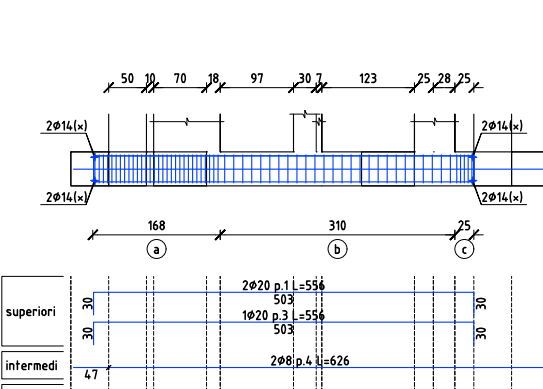 50 10 70 18 97 30 7 123 25 28 25
2Ø14(x) 2Ø14(x)
2Ø14(x) 2Ø14(x)
168 310 25
a b c
2Ø20 p.1 L=556
30 503 30
superiori
1Ø20 p.3 L=556
30 503 30
intermedi 2Ø8 p.4 L=626
47